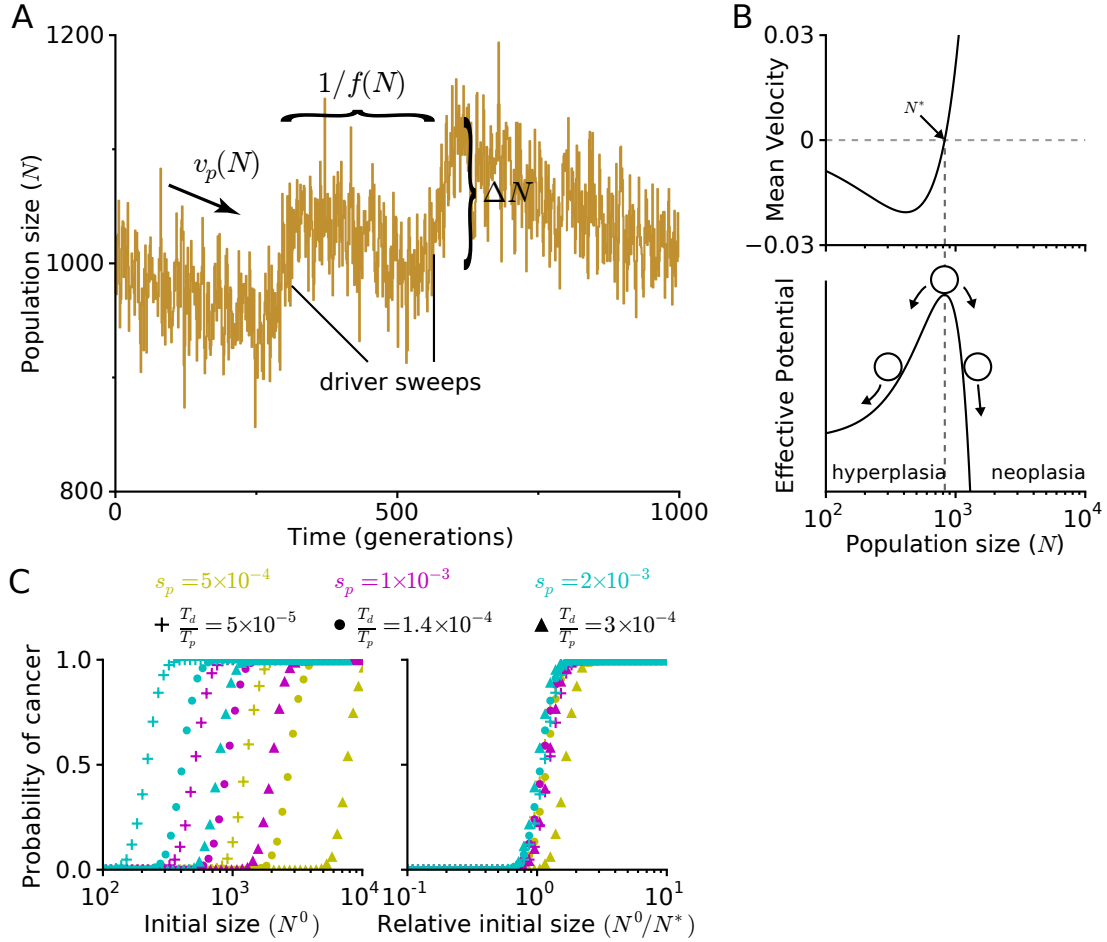 A
1200
1100
1000
900
800
Population size (N)
0
500
1000
Time (generations)
v_p(N)
1/f(N)
ΔN
driver sweeps
B
0.03
0
−0.03
Mean Velocity
N*
Effective Potential
hyperplasia
neoplasia
10^2
10^3
10^4
Population size (N)
C
s_p = 5×10^−4
s_p = 1×10^−3
s_p = 2×10^−3
T_d/T_p = 5×10^−5
T_d/T_p = 1.4×10^−4
T_d/T_p = 3×10^−4
1.0
0.5
0.0
Probability of cancer
10^2
10^3
10^4
Initial size (N^0)
10^−1
10^0
10^1
Relative initial size (N^0/N*)